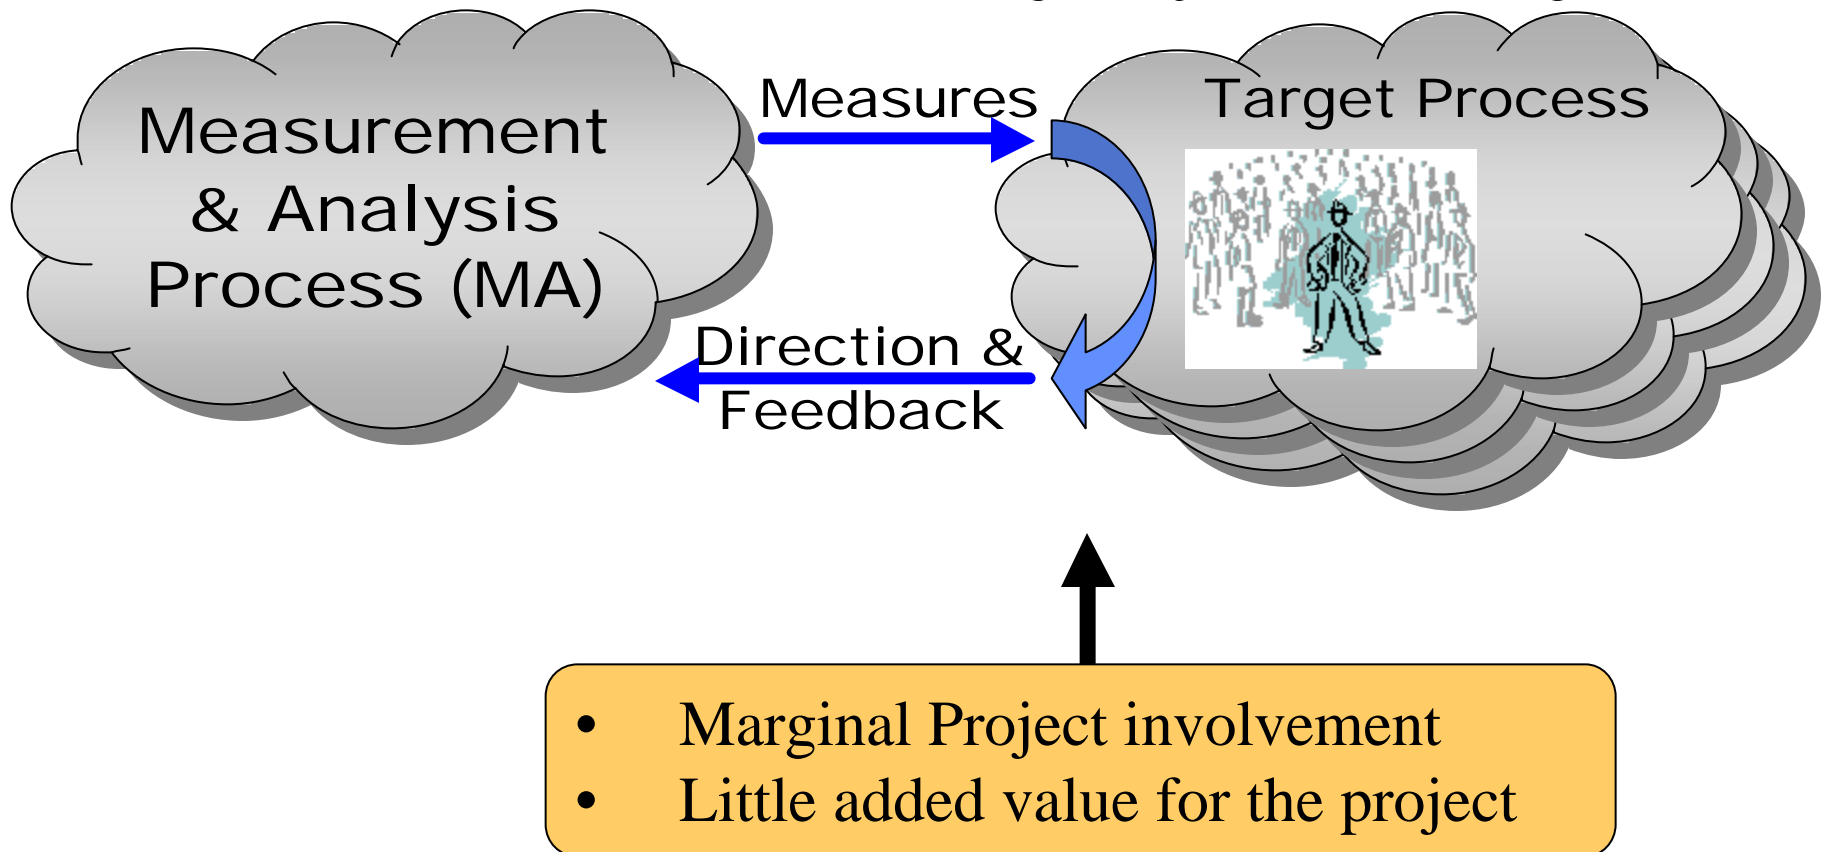 Measurement
& Analysis
Process (MA)
Measures
Direction &
Feedback
Target Process
• Marginal Project involvement
• Little added value for the project